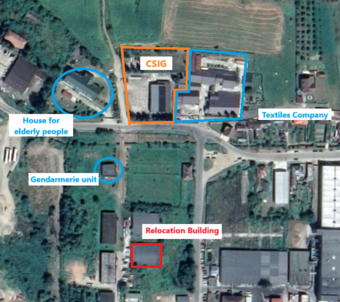 CSIG
House for
elderly people
Textiles Company
Gendarmerie unit
Relocation Building